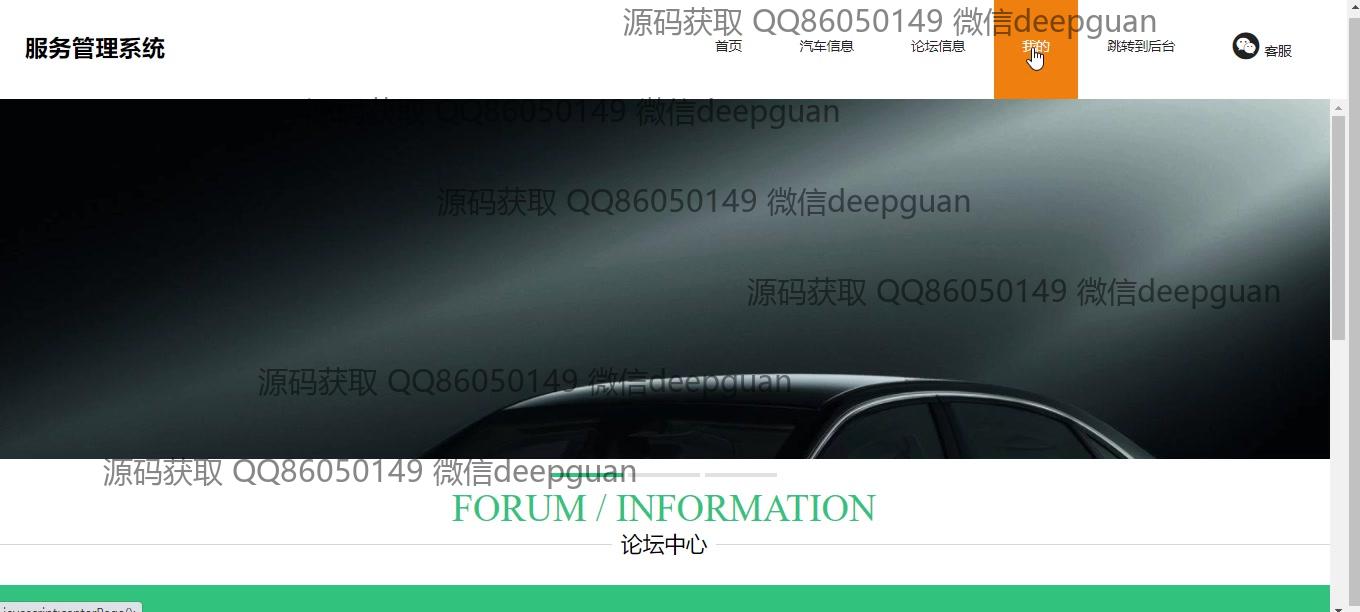 源码获取 QQ86050149 微信deepguan
服务管理系统
首页
汽车信息
论坛信息
我的
跳转到后台
客服
源码获取 QQ86050149 微信deepguan
源码获取 QQ86050149 微信deepguan
源码获取 QQ86050149 微信deepguan
源码获取 QQ86050149 微信deepguan
源码获取 QQ86050149 微信deepguan
FORUM / INFORMATION
论坛中心